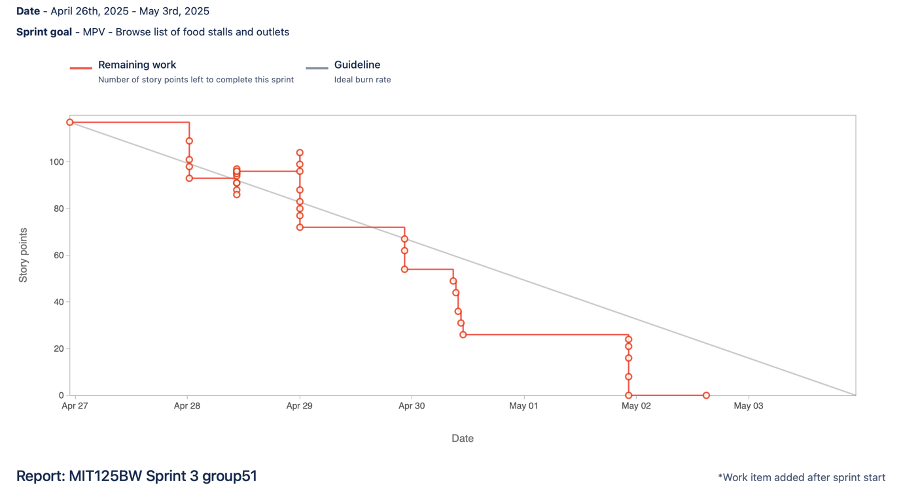 Date - April 26th, 2025 - May 3rd, 2025
Sprint goal - MPV - Browse list of food stalls and outlets
Remaining work
Number of story points left to complete this sprint
Guideline
Ideal burn rate
100
80
60
40
20
0
Story points
Apr 27 Apr 28 Apr 29 Apr 30 May 01 May 02 May 03
Date
Report: MIT125BW Sprint 3 group51
*Work item added after sprint start